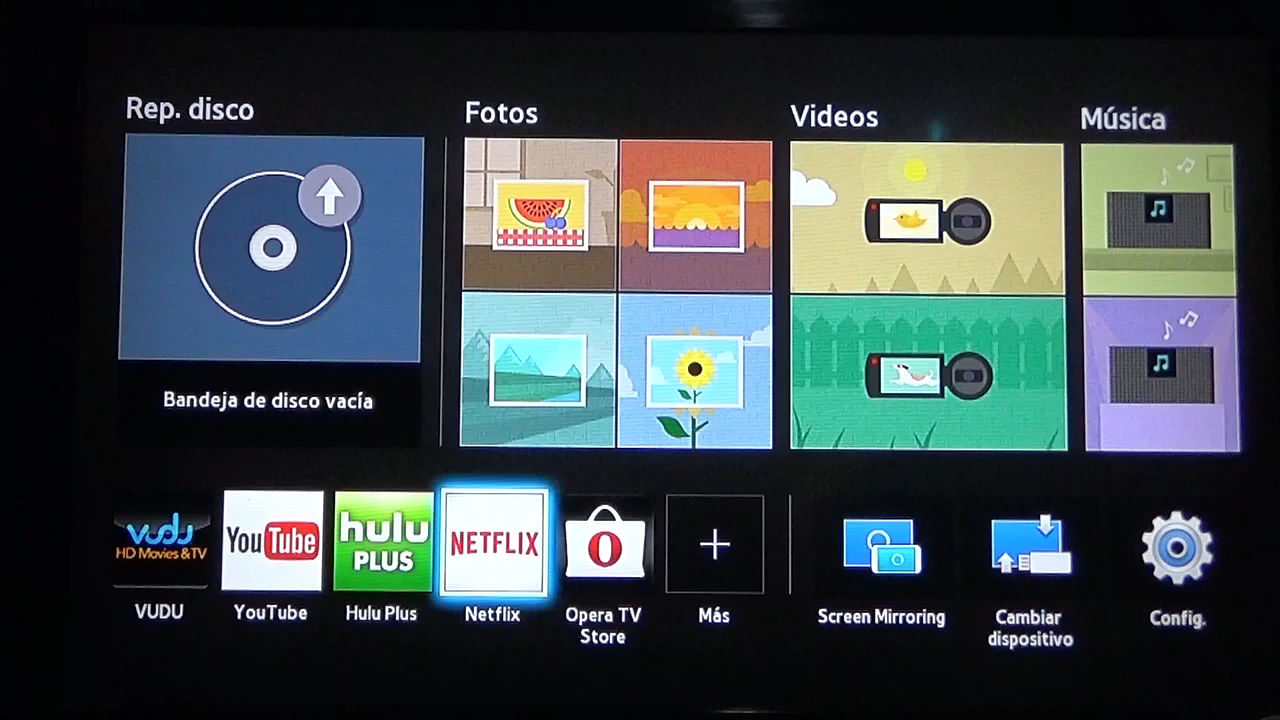 Rep. disco
Fotos
Videos
Música
Bandeja de disco vacía
vudu
HD Movies &TV
YouTube
hulu
PLUS
NETFLIX
VUDU
YouTube
Hulu Plus
Netflix
Opera TV
Store
Más
Screen Mirroring
Cambiar
dispositivo
Config.